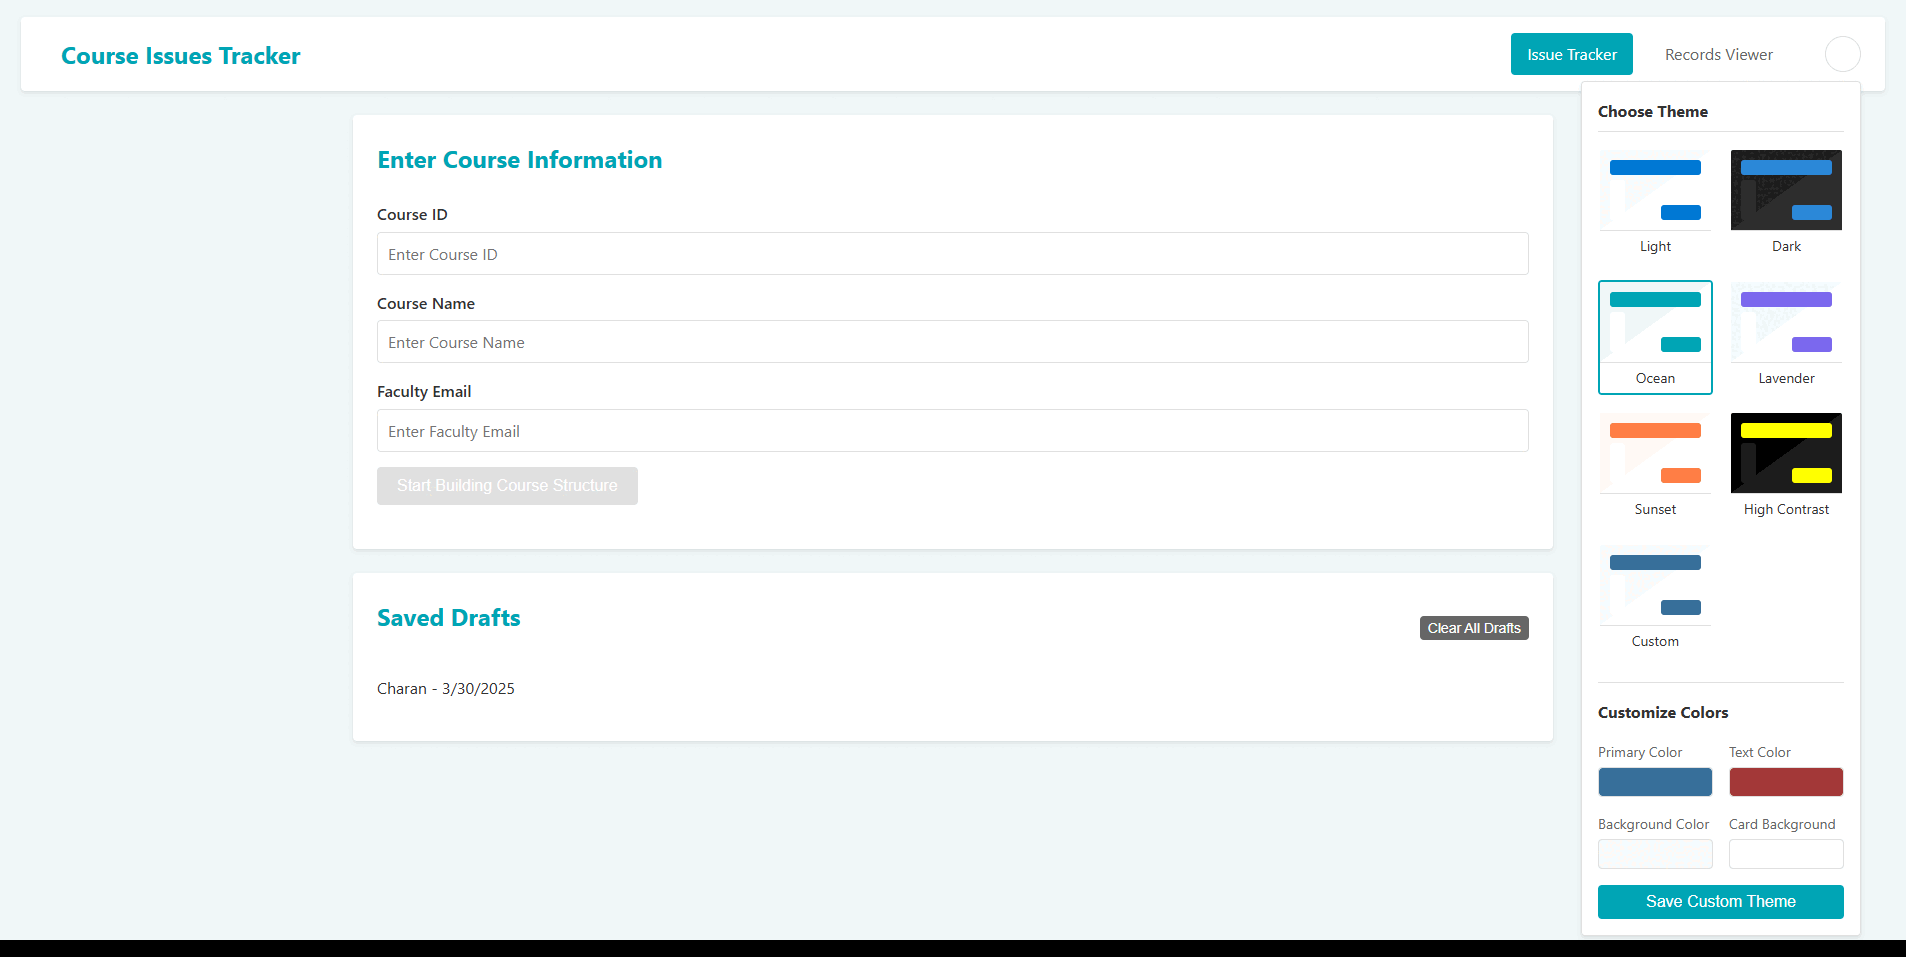 Course Issues Tracker
Issue Tracker
Records Viewer
Enter Course Information
Course ID
Enter Course ID
Course Name
Enter Course Name
Faculty Email
Enter Faculty Email
Start Building Course Structure
Saved Drafts
Clear All Drafts
Charan - 3/30/2025
Choose Theme
Light
Dark
Ocean
Lavender
Sunset
High Contrast
Custom
Customize Colors
Primary Color
Text Color
Background Color
Card Background
Save Custom Theme